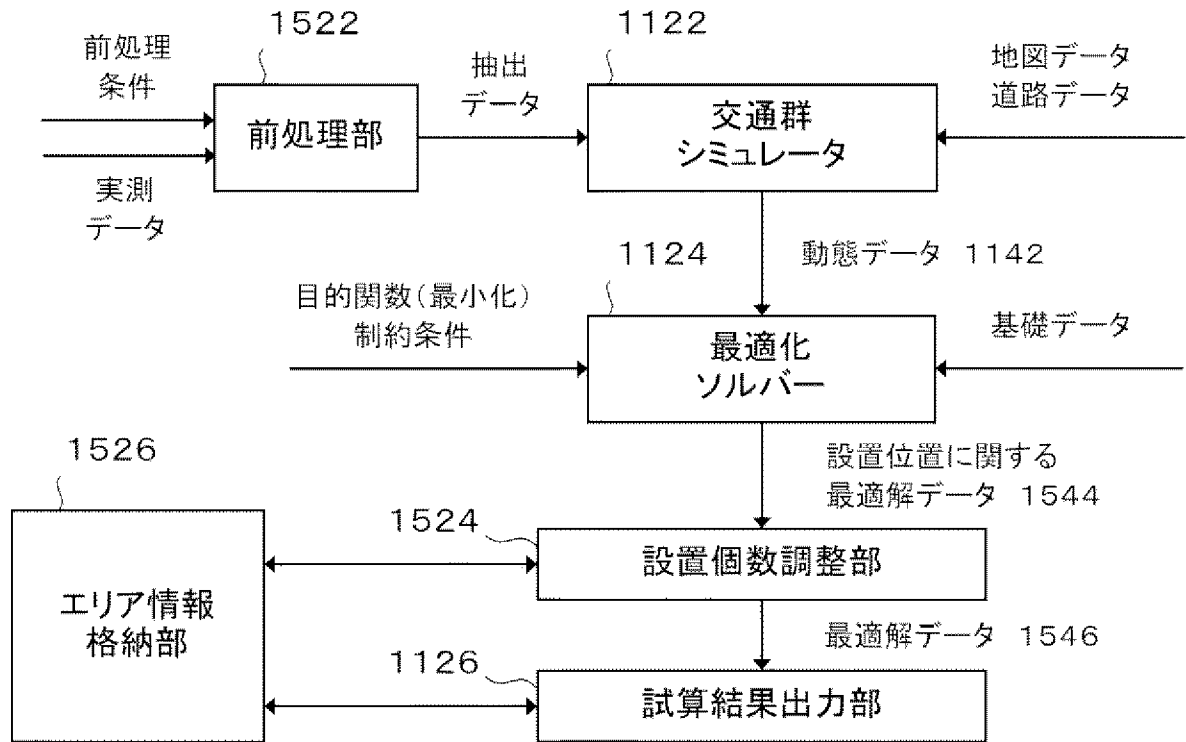 1522
1122
前処理
条件
抽出
データ
地図データ
道路データ
前処理部
交通群
シミュレータ
実測
データ
1124
動態データ 1142
目的関数(最小化)
制約条件
最適化
ソルバー
基礎データ
1526
設置位置に関する
最適解データ 1544
1524
設置個数調整部
エリア情報
格納部
最適解データ 1546
1126
試算結果出力部